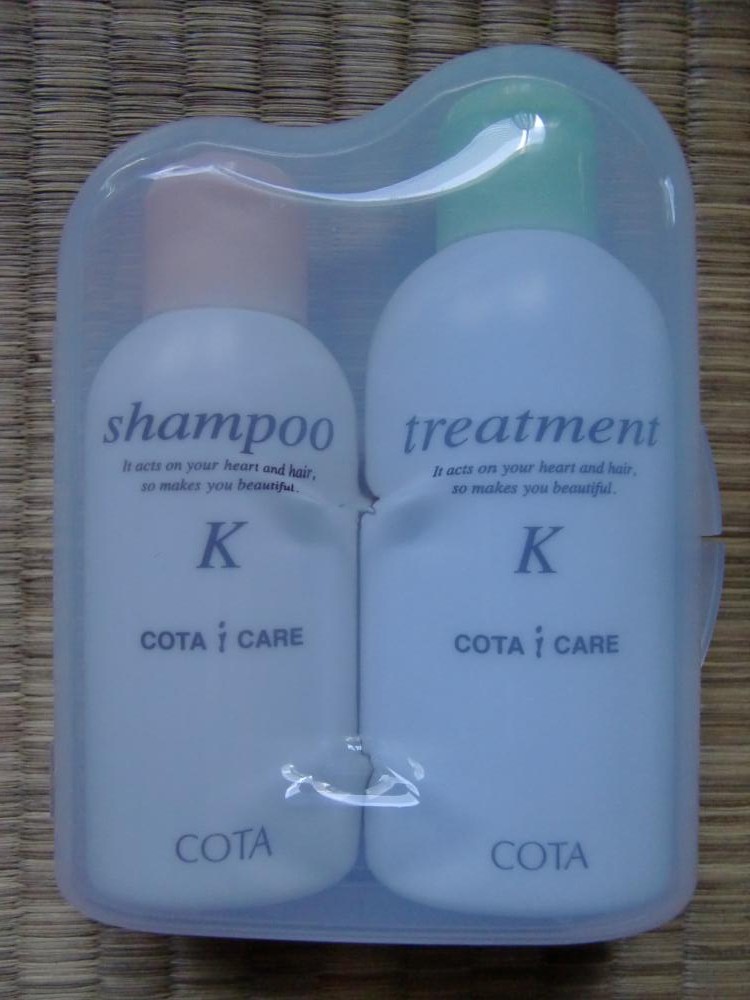 shampoo
It acts on your heart and hair,
so makes you beautiful.
K
COTA i CARE
COTA
treatment
It acts on your heart and hair,
so makes you beautiful.
K
COTA i CARE
COTA